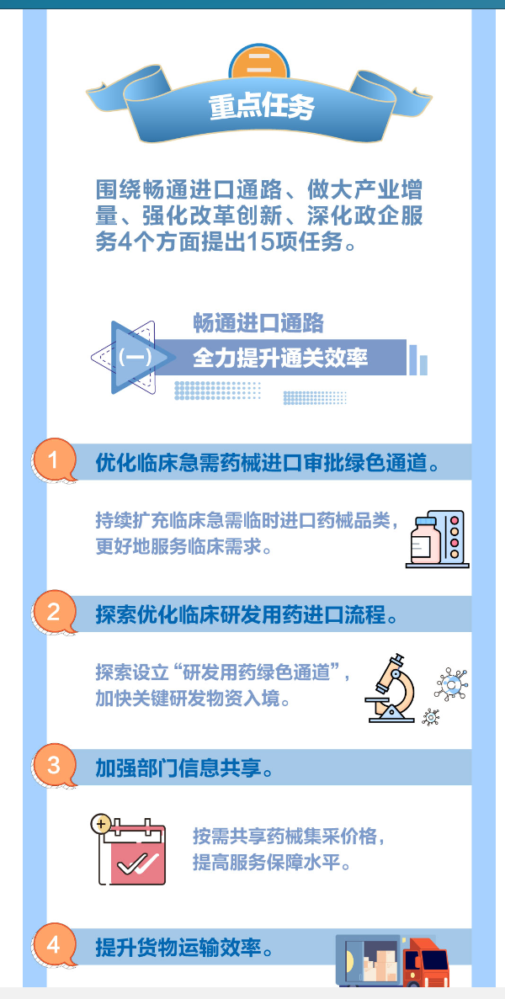 二
重点任务
围绕畅通进口通路、做大产业增
量、强化改革创新、深化政企服
务4个方面提出15项任务。
畅通进口通路
(一)
全力提升通关效率
1
优化临床急需药械进口审批绿色通道。
持续扩充临床急需临时进口药械品类，
更好地服务临床需求。
2
探索优化临床研发用药进口流程。
探索设立“研发用药绿色通道”，
加快关键研发物资入境。
3
加强部门信息共享。
按需共享药械集采价格，
提高服务保障水平。
4
提升货物运输效率。